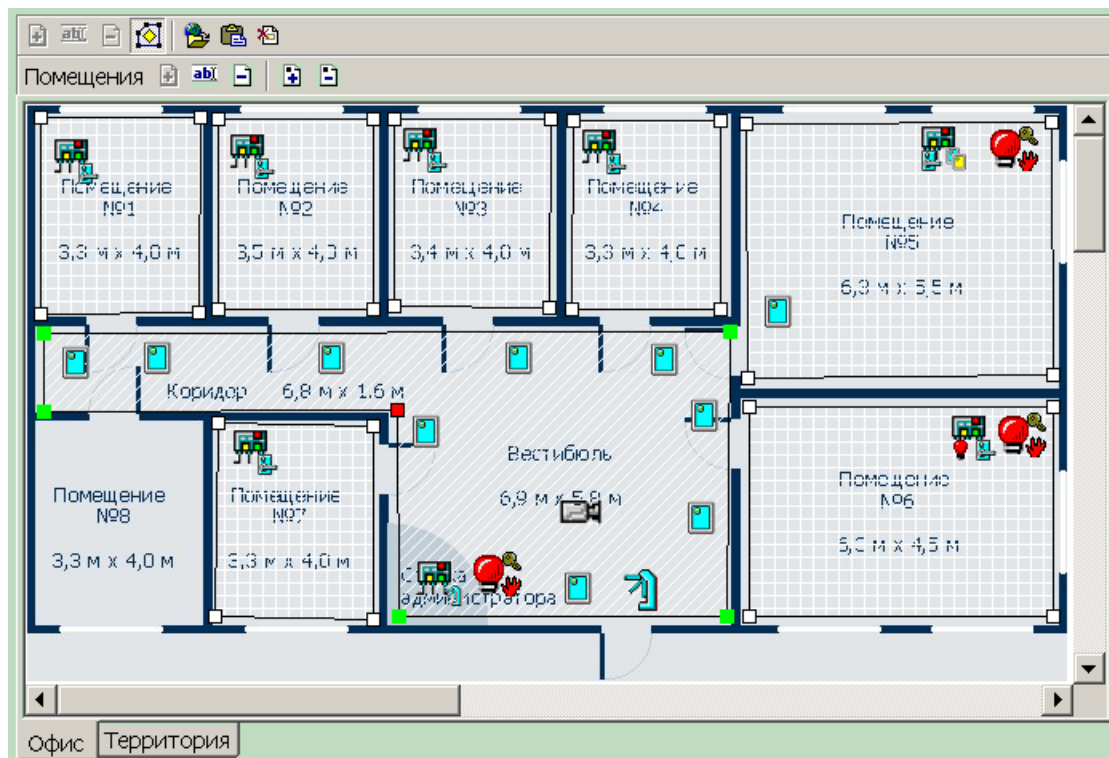 Помещения
Помещение
№1
3,3 м x 4,0 м
Помещение
№2
3,5 м x 4,0 м
Помещение
№3
3,4 м x 4,0 м
Помещение
№4
3,3 м x 4,0 м
Помещение
№5
6,3 м x 5,5 м
Коридор 6,8 м x 1.6 м
Вестибюль
6,9 м x 5,8 м
Помещение
№6
4,5 м
Помещение
№8
3,3 м x 4,0 м
Помещение
№7
3,3 м x 4,0 м
администратора
Офис
Территория